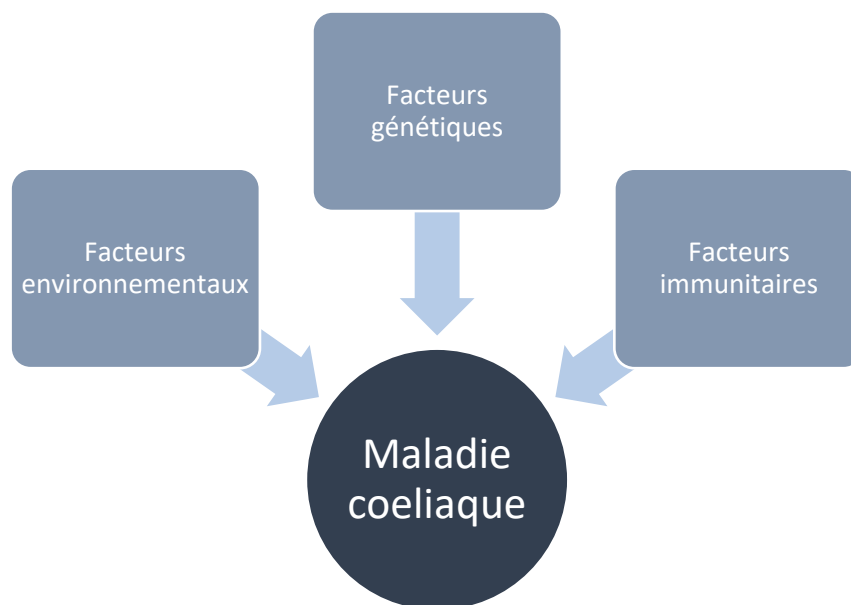 Facteurs
génétiques
Facteurs
environnementaux
Facteurs
immunitaires
Maladie
coeliaque